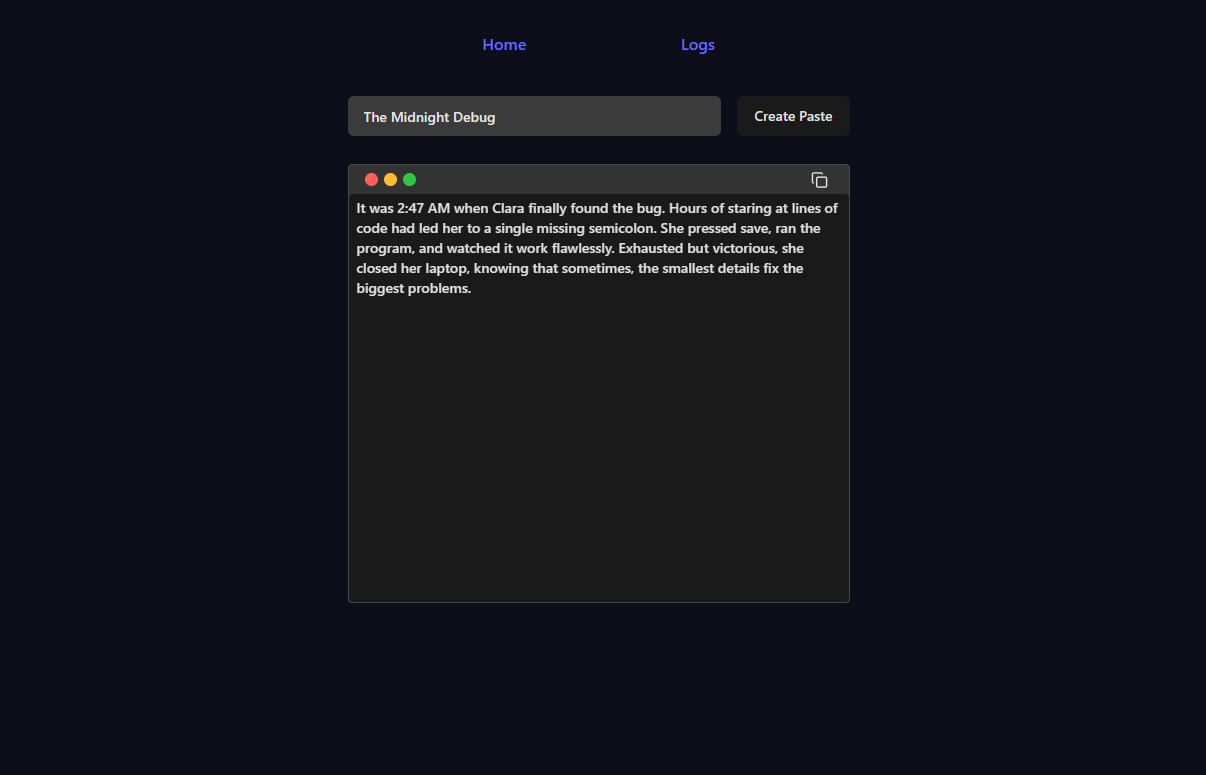 Home
Logs
The Midnight Debug
Create Paste
It was 2:47 AM when Clara finally found the bug. Hours of staring at lines of
code had led her to a single missing semicolon. She pressed save, ran the
program, and watched it work flawlessly. Exhausted but victorious, she
closed her laptop, knowing that sometimes, the smallest details fix the
biggest problems.